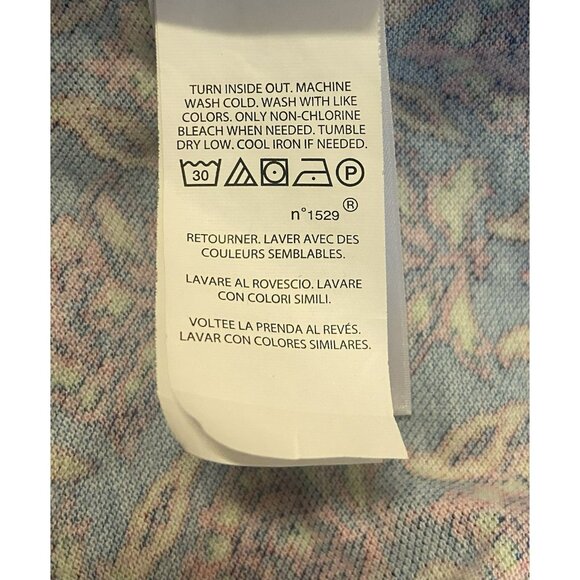 TURN INSIDE OUT. MACHINE
WASH COLD. WASH WITH LIKE
COLORS. ONLY NON-CHLORINE
BLEACH WHEN NEEDED. TUMBLE
DRY LOW. COOL IRON IF NEEDED.
30 P
n°1529 ®
RETOURNER. LAVER AVEC DES
COULEURS SEMBLABLES.
LAVARE AL ROVESCIO. LAVARE
CON COLORI SIMILI.
VOLTEE LA PRENDA AL REVÉS.
LAVAR CON COLORES SIMILARES.